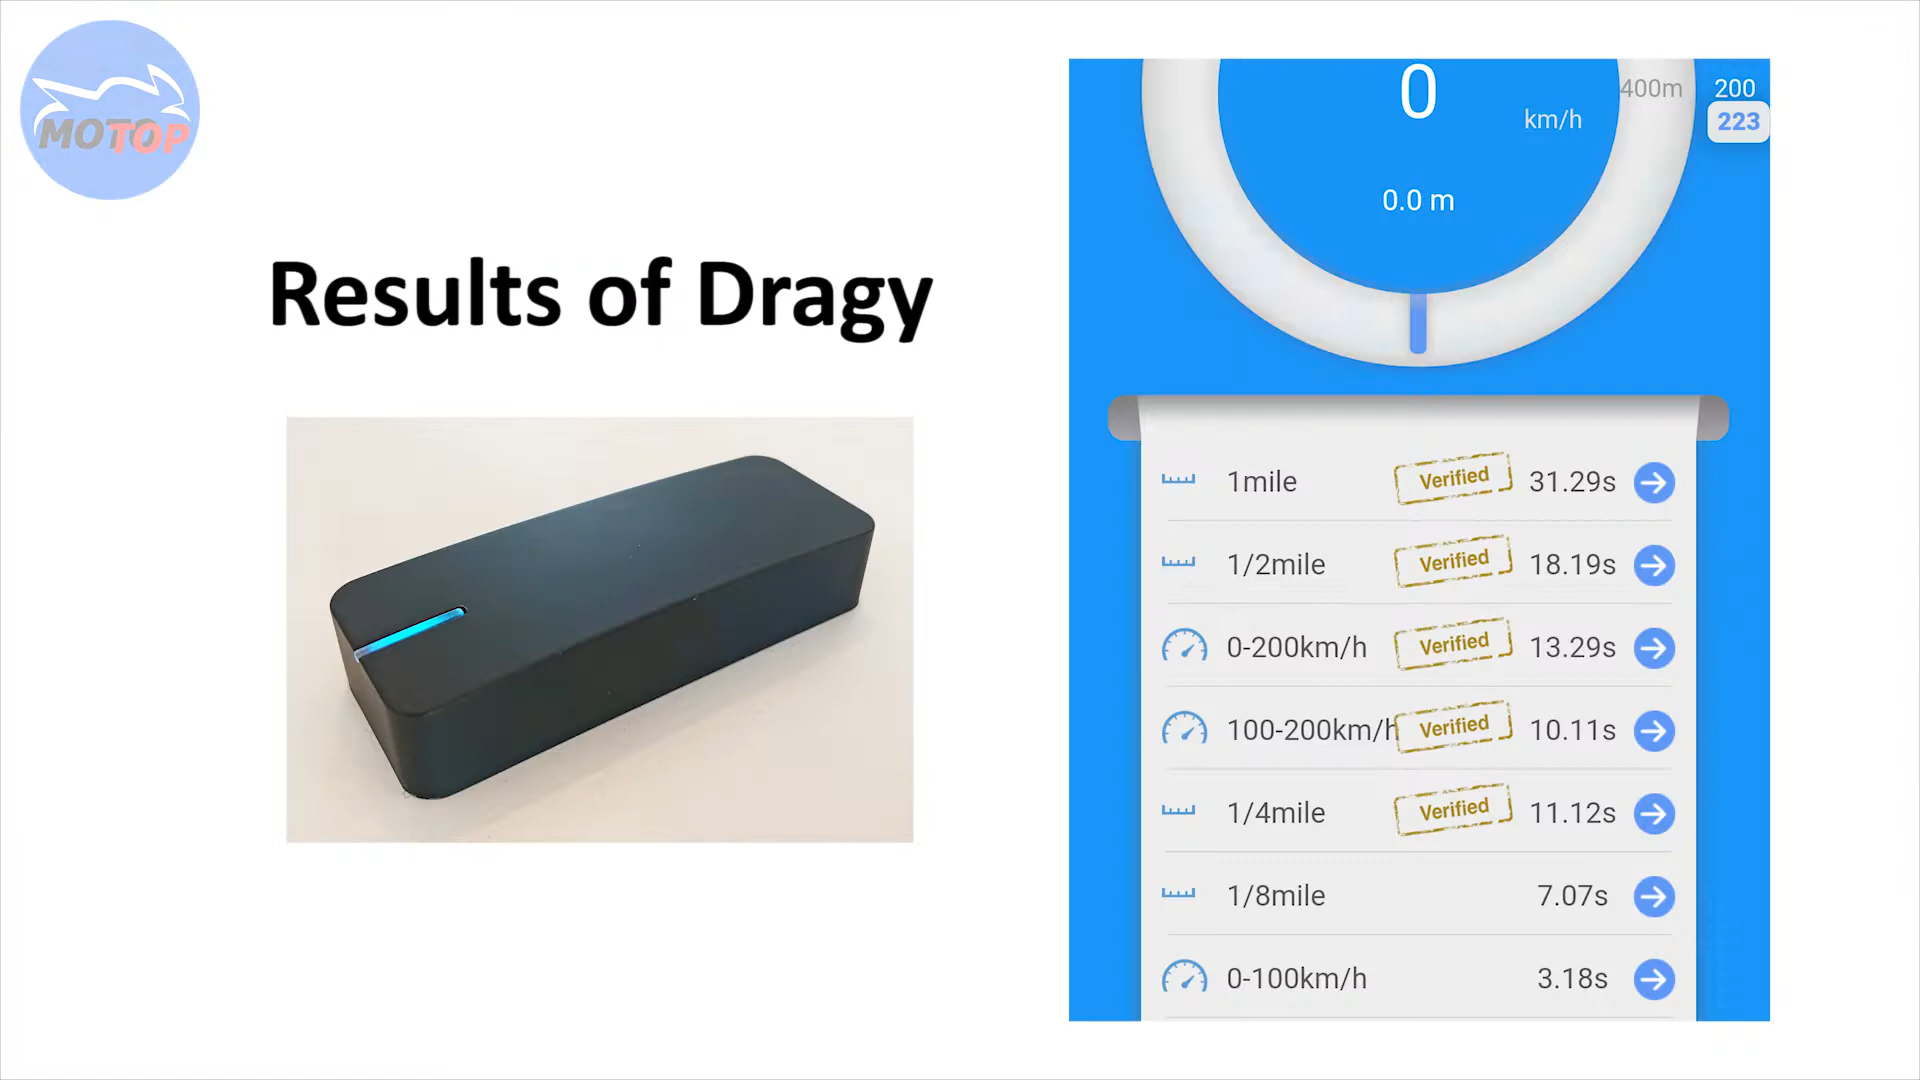 MOTOP
Results of Dragy
0
km/h
0.0 m
400m
200
223
1mile Verified 31.29s
1/2mile Verified 18.19s
0-200km/h Verified 13.29s
100-200km/h Verified 10.11s
1/4mile Verified 11.12s
1/8mile 7.07s
0-100km/h 3.18s